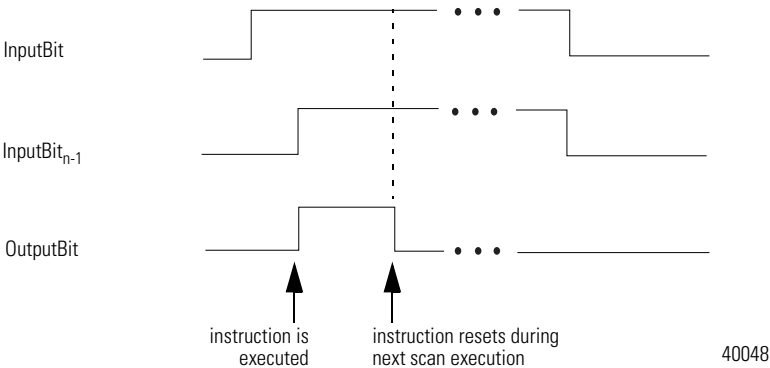 InputBit
InputBitn-1
OutputBit
instruction is
executed
instruction resets during
next scan execution
40048